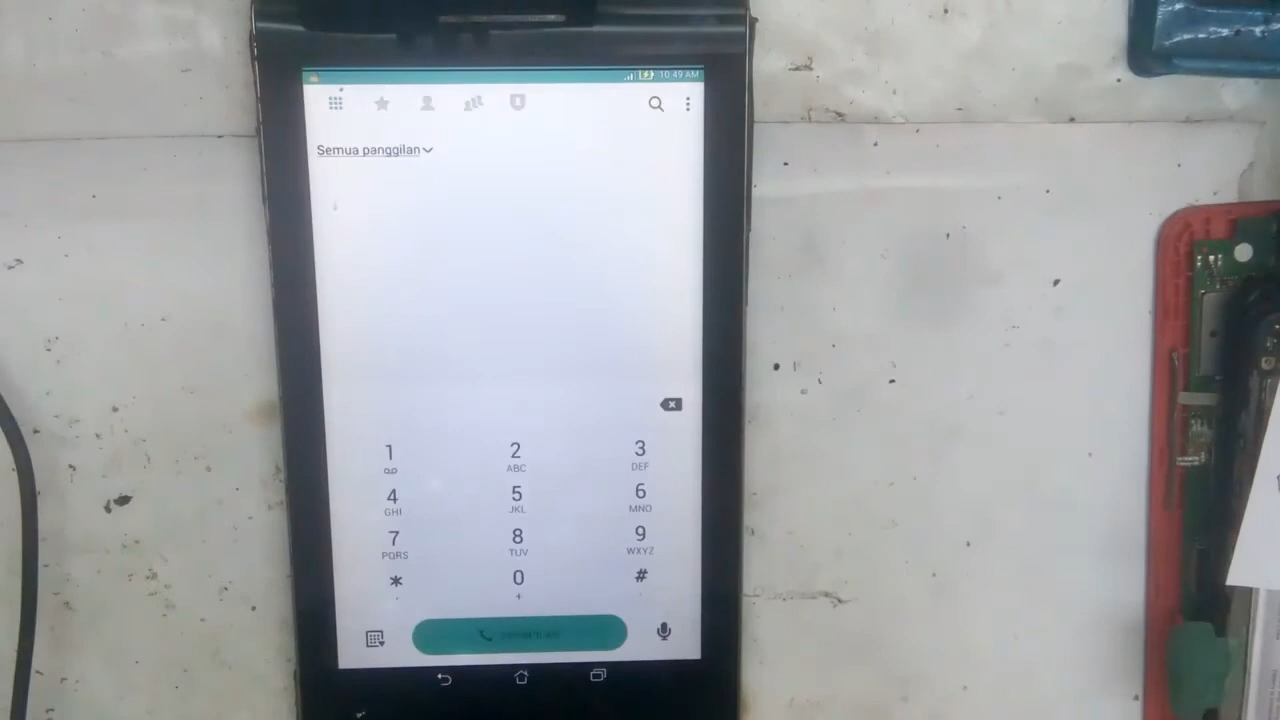 10.49 AM
Semua panggilan
1 2 3
ABC DEF
4 5 6
GHI JKL MNO
7 8 9
PQRS TUV WXYZ
* 0 #
+